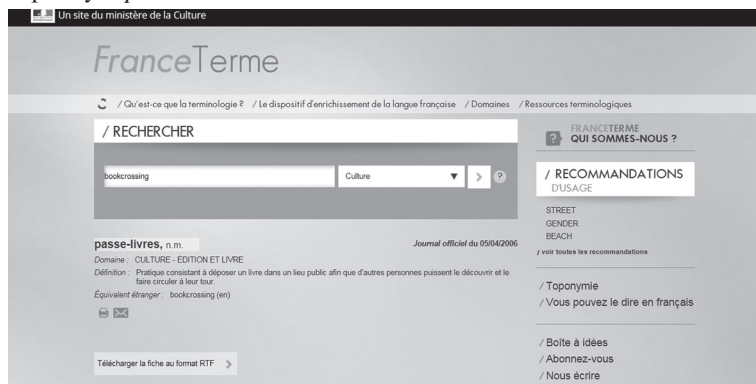 Un site du ministère de la Culture
FranceTerme
/ Qu'est-ce que la terminologie ? / Le dispositif d'enrichissement de la langue française / Domaines / Ressources terminologiques
/ RECHERCHER
bookcrossing Culture > ?
passe-livres, n.m. Journal officiel du 05/04/2006
Domaine : CULTURE - EDITION ET LIVRE
Définition : Pratique consistant à déposer un livre dans un lieu public afin que d'autres personnes puissent le découvrir et le
faire circuler à leur tour.
Équivalent étranger : bookcrossing (en)
Télécharger la fiche au format RTF >
FRANCETERME
? QUI SOMMES-NOUS ?
/ RECOMMANDATIONS
D'USAGE
STREET
GENDER
BEACH
/ voir toutes les recommandations
/ Toponymie
/ Vous pouvez le dire en français
/ Boîte à idées
/ Abonnez-vous
/ Nous écrire